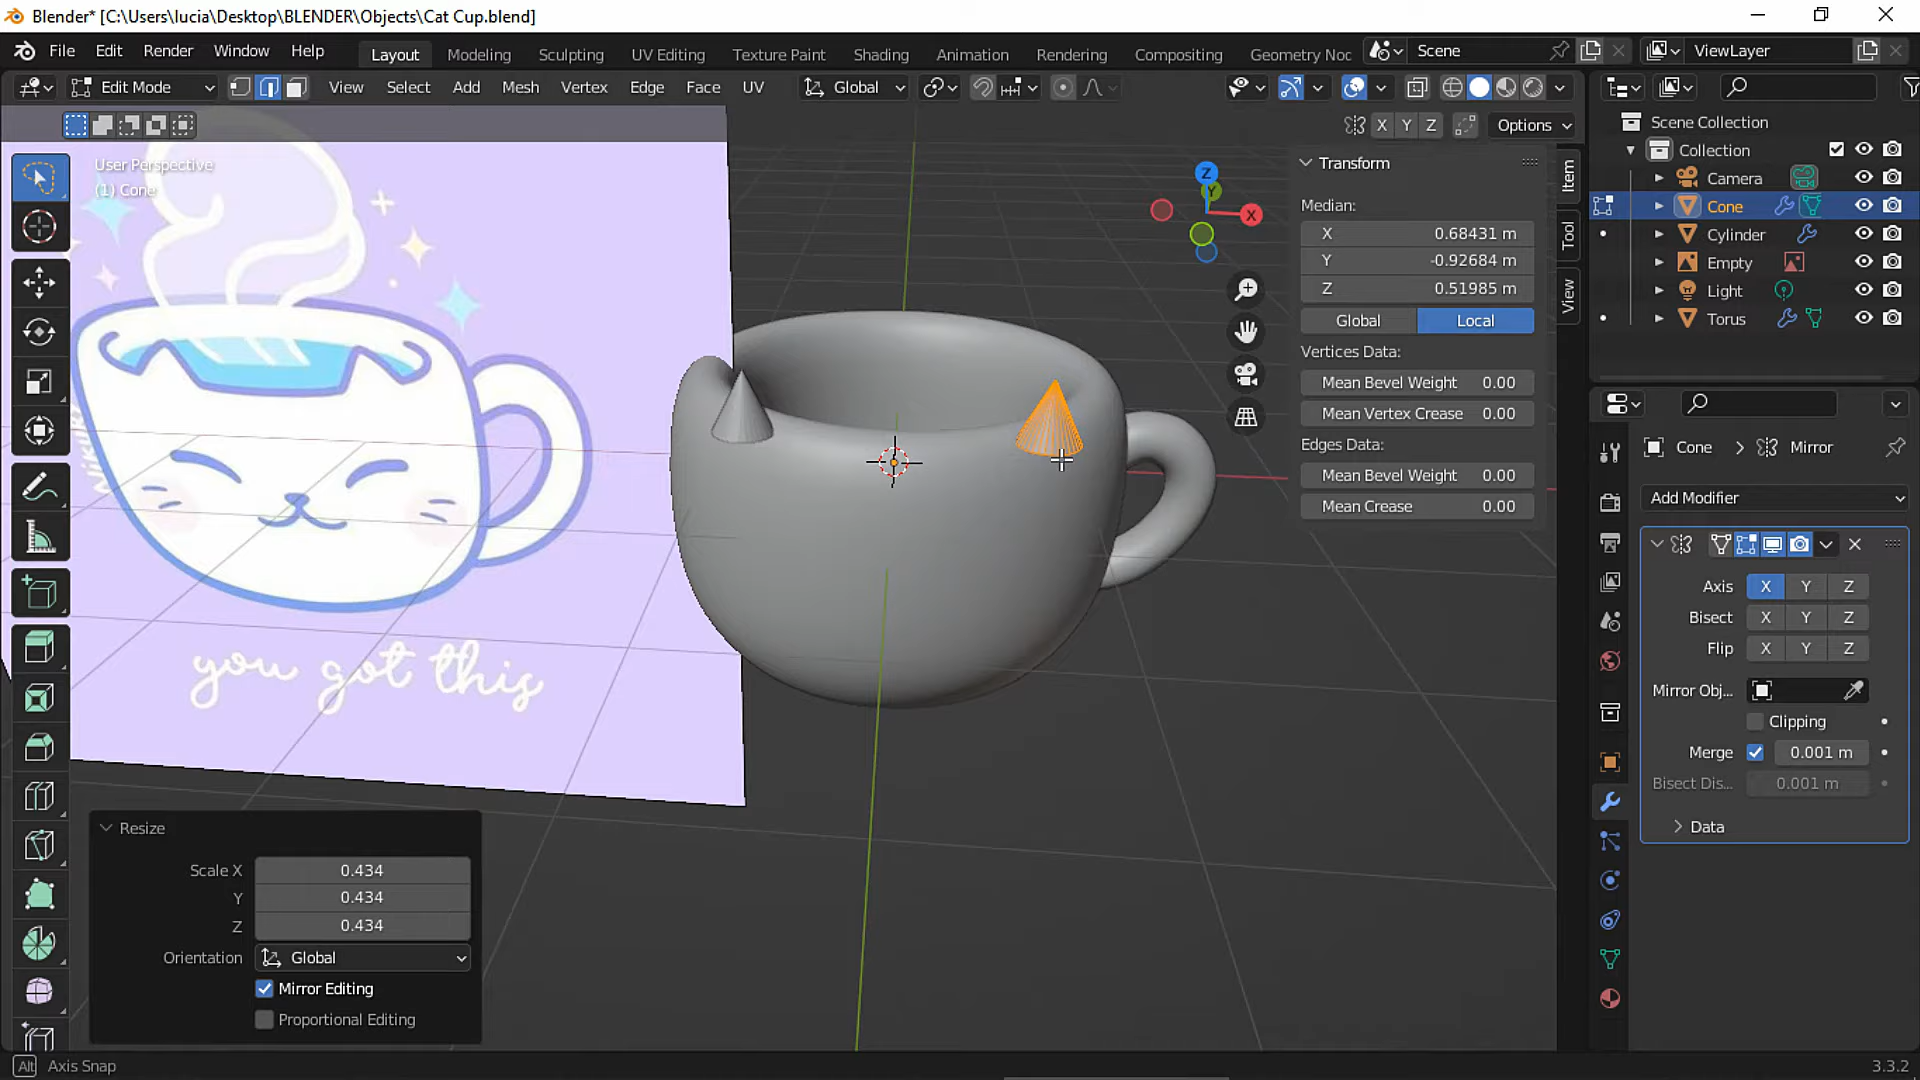 Blender* [C:\Users\lucia\Desktop\BLENDER\Objects\Cat Cup.blend]
File Edit Render Window Help Layout Modeling Sculpting UV Editing Texture Paint Shading Animation Rendering Compositing Geometry Noc Scene ViewLayer
Edit Mode View Select Add Mesh Vertex Edge Face UV Global
X Y Z Options
User Perspective
(1) Cone
Z
Y
X
Transform
Median:
X 0.68431 m
Y -0.92684 m
Z 0.51985 m
Global Local
Vertices Data:
Mean Bevel Weight 0.00
Mean Vertex Crease 0.00
Edges Data:
Mean Bevel Weight 0.00
Mean Crease 0.00
Item
Tool
View
Scene Collection
Collection
Camera
Cone
Cylinder
Empty
Light
Torus
Cone Mirror
Add Modifier
Axis X Y Z
Bisect X Y Z
Flip X Y Z
Mirror Obj...
Clipping
Merge 0.001 m
Bisect Dis... 0.001 m
Data
you got this
Resize
Scale X 0.434
Y 0.434
Z 0.434
Orientation Global
Mirror Editing
Proportional Editing
Alt Axis Snap
3.3.2